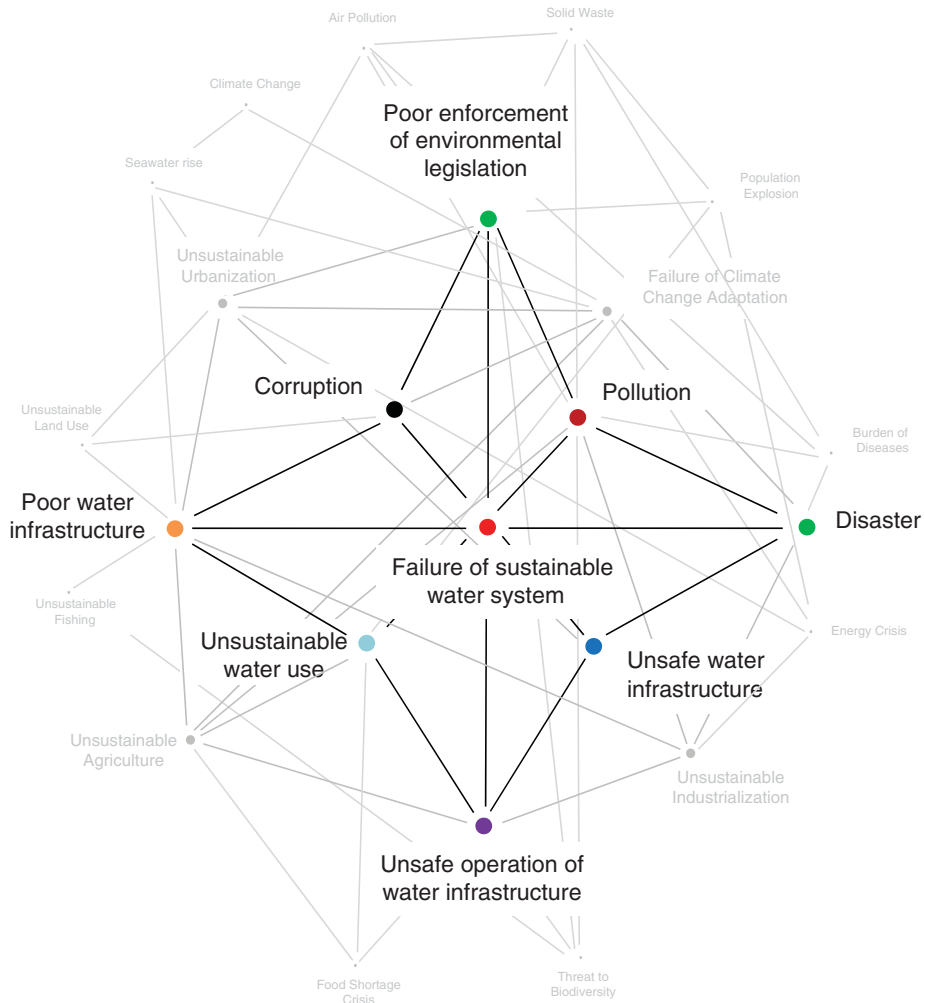 Solid Waste
Air Pollution
Climate Change
Poor enforcement
of environmental
legislation
Seawater rise
Population
Explosion
Unsustainable
Urbanization
Failure of Climate
Change Adaptation
Corruption
Pollution
Unsustainable
Land Use
Burden of
Diseases
Poor water
infrastructure
Disaster
Failure of sustainable
water system
Unsustainable
Fishing
Unsustainable
water use
Energy Crisis
Unsafe water
infrastructure
Unsustainable
Agriculture
Unsustainable
Industrialization
Unsafe operation of
water infrastructure
Food Shortage
Crisis
Threat to
Biodiversity